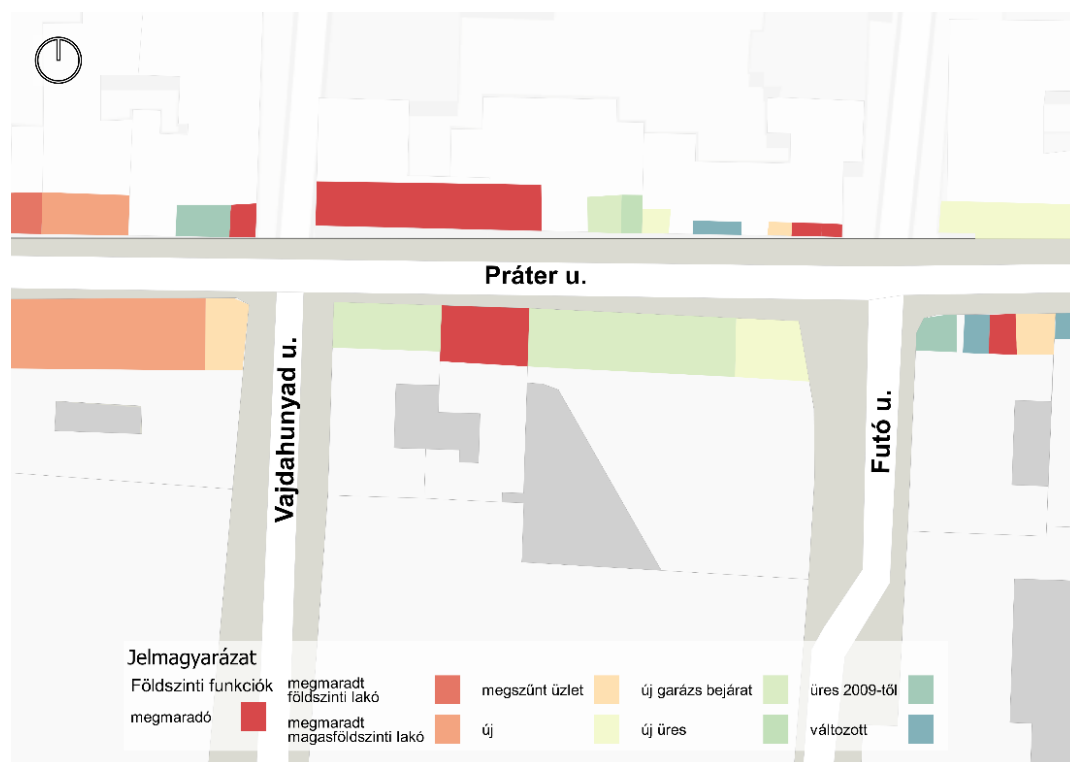 Práter u.
Vajdahunyad u.
Futó u.
Jelmagyarázat
Földszinti funkciók
megmaradó
megmaradt
földszinti lakó
megmaradt
magasföldszinti lakó
megszűnt üzlet
új
új garázs bejárat
új üres
üres 2009-től
változott